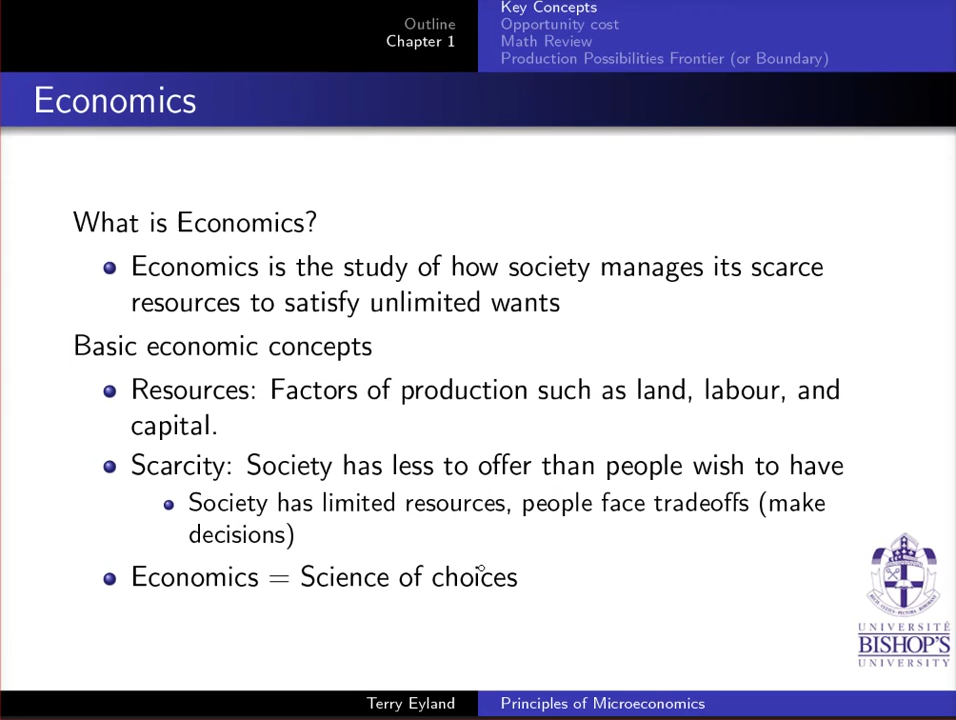 Outline
Chapter 1
Key Concepts
Opportunity cost
Math Review
Production Possibilities Frontier (or Boundary)
Economics
What is Economics?
Economics is the study of how society manages its scarce
resources to satisfy unlimited wants
Basic economic concepts
Resources: Factors of production such as land, labour, and
capital.
Scarcity: Society has less to offer than people wish to have
Society has limited resources, people face tradeoffs (make
decisions)
Economics = Science of choices
UNIVERSITÉ
BISHOP'S
UNIVERSITY
Terry Eyland
Principles of Microeconomics